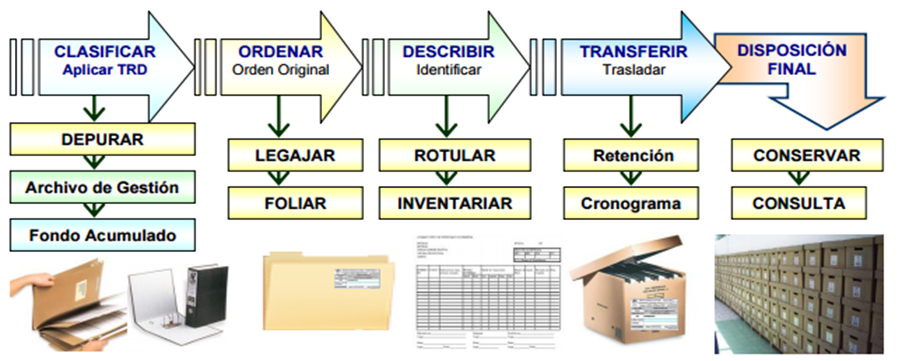 CLASIFICAR
Aplicar TRD
ORDENAR
Orden Original
DESCRIBIR
Identificar
TRANSFERIR
Trasladar
DISPOSICIÓN
FINAL
DEPURAR
Archivo de Gestión
Fondo Acumulado
LEGAJAR
FOLIAR
ROTULAR
INVENTARIAR
Retención
Cronograma
CONSERVAR
CONSULTA